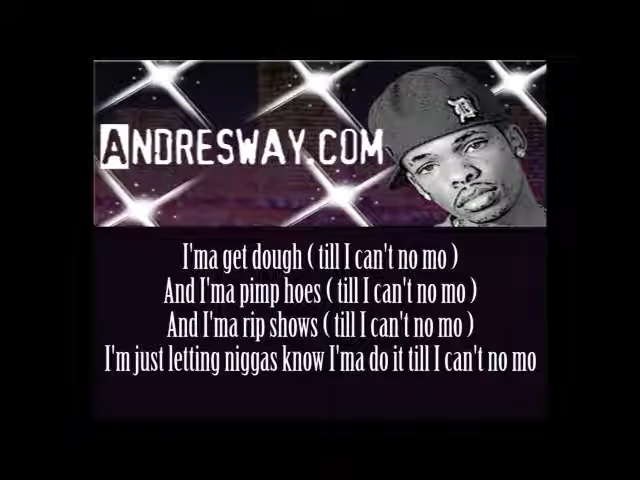 ANDRESWAY.COM
I'ma get dough ( till I can't no mo )
And I'ma pimp hoes ( till I can't no mo )
And I'ma rip shows ( till I can't no mo )
I'm just letting niggas know I'ma do it till I can't no mo